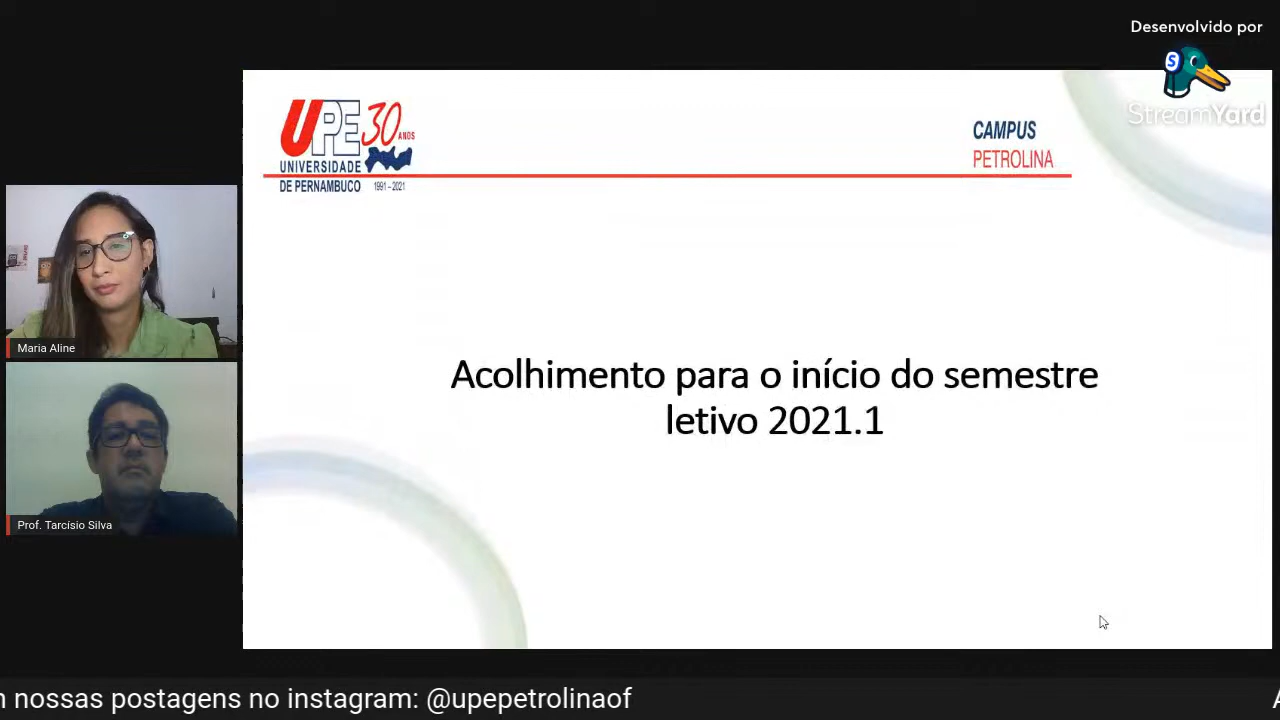 Desenvolvido por
StreamYard
UPE 30 ANOS
UNIVERSIDADE
DE PERNAMBUCO 1991 - 2021
CAMPUS
PETROLINA
Maria Aline
Prof. Tarcísio Silva
Acolhimento para o início do semestre
letivo 2021.1
nossas postagens no instagram: @upepetrolinaof